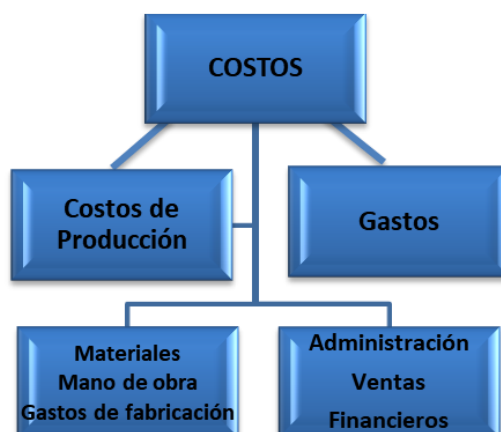 COSTOS
Costos de
Producción
Gastos
Materiales
Mano de obra
Gastos de fabricación
Administración
Ventas
Financieros